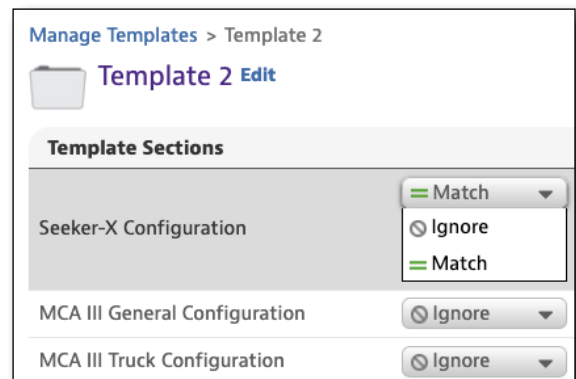 Manage Templates > Template 2
Template 2 Edit
Template Sections
Seeker-X Configuration
Match
Ignore
Match
MCA III General Configuration Ignore
MCA III Truck Configuration Ignore